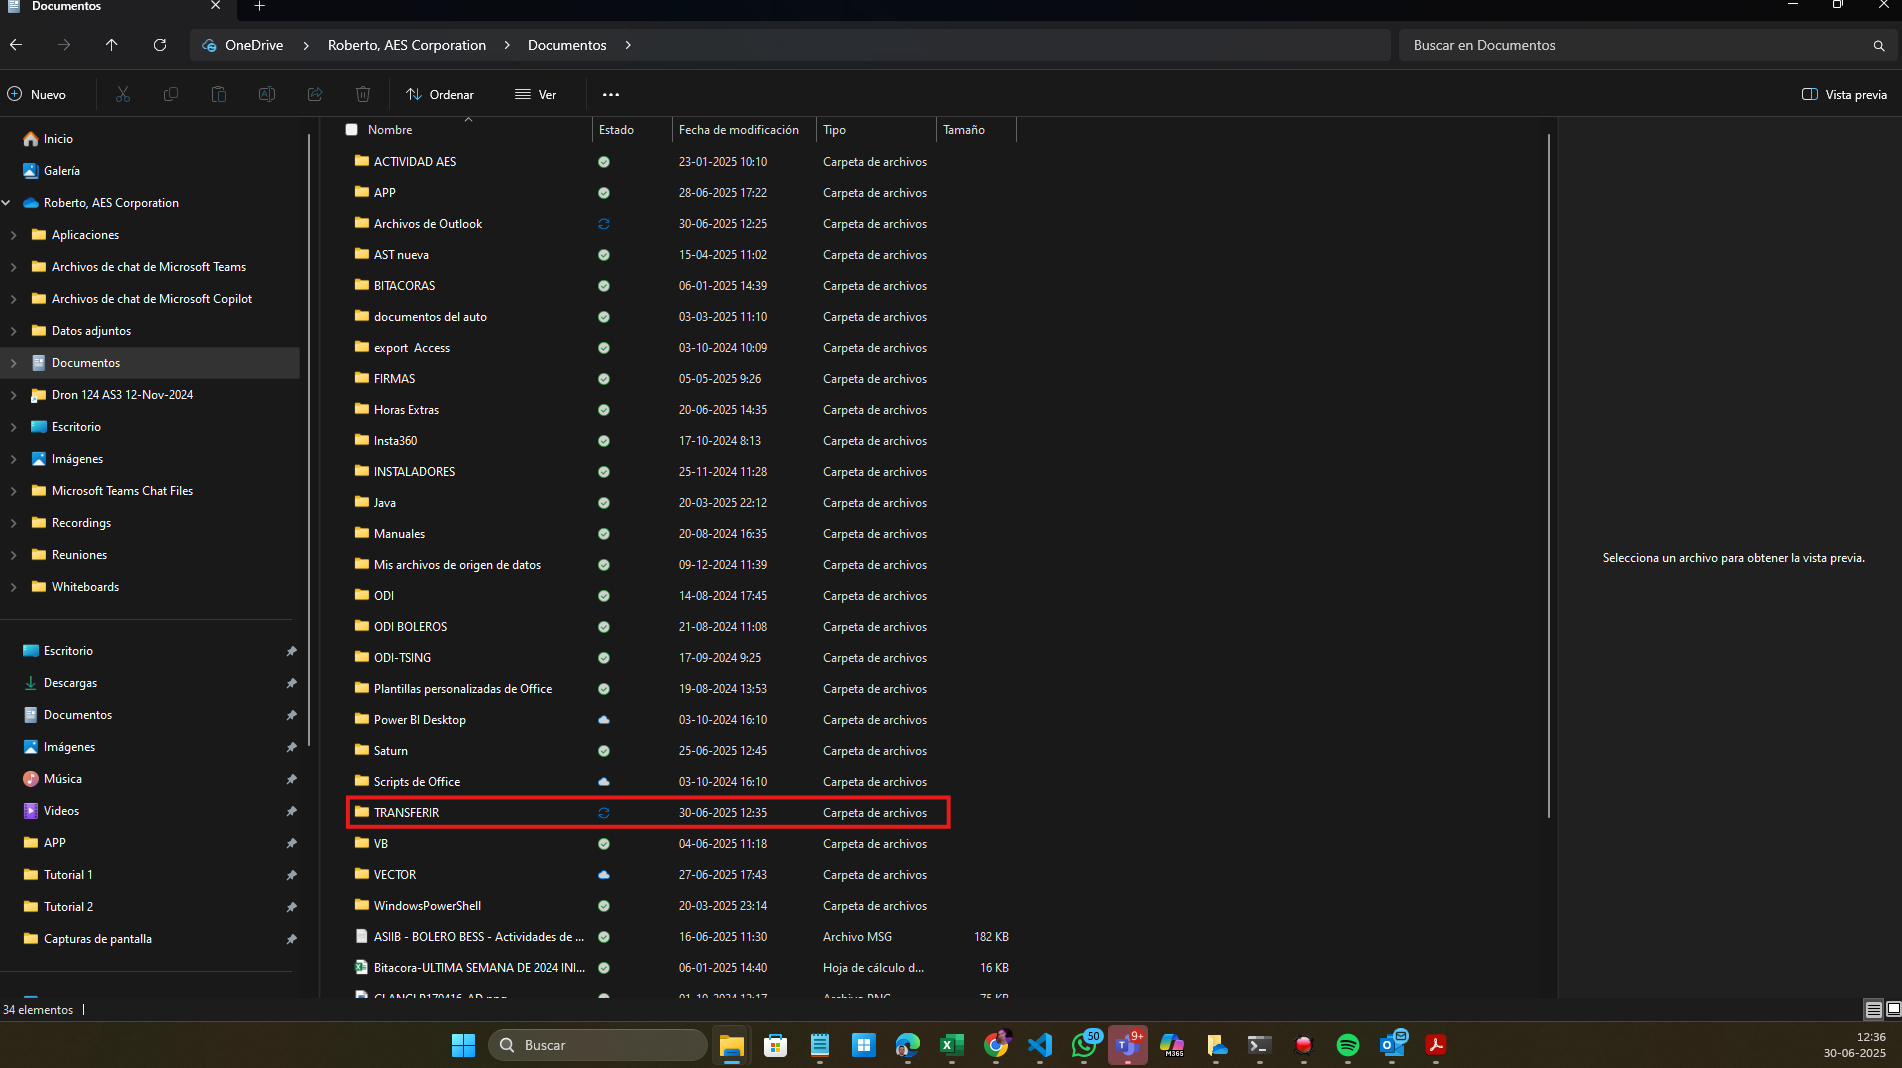 Documentos
OneDrive > Roberto, AES Corporation > Documentos >
Buscar en Documentos
Nuevo
Ordenar
Ver
Vista previa
Inicio
Galería
Roberto, AES Corporation
Aplicaciones
Archivos de chat de Microsoft Teams
Archivos de chat de Microsoft Copilot
Datos adjuntos
Documentos
Dron 124 AS3 12-Nov-2024
Escritorio
Imágenes
Microsoft Teams Chat Files
Recordings
Reuniones
Whiteboards
Escritorio
Descargas
Documentos
Imágenes
Música
Videos
APP
Tutorial 1
Tutorial 2
Capturas de pantalla
Nombre Estado Fecha de modificación Tipo Tamaño
ACTIVIDAD AES 23-01-2025 10:10 Carpeta de archivos
APP 28-06-2025 17:22 Carpeta de archivos
Archivos de Outlook 30-06-2025 12:25 Carpeta de archivos
AST nueva 15-04-2025 11:02 Carpeta de archivos
BITACORAS 06-01-2025 14:39 Carpeta de archivos
documentos del auto 03-03-2025 11:10 Carpeta de archivos
export Access 03-10-2024 10:09 Carpeta de archivos
FIRMAS 05-05-2025 9:26 Carpeta de archivos
Horas Extras 20-06-2025 14:35 Carpeta de archivos
Insta360 17-10-2024 8:13 Carpeta de archivos
INSTALADORES 25-11-2024 11:28 Carpeta de archivos
Java 20-03-2025 22:12 Carpeta de archivos
Manuales 20-08-2024 16:35 Carpeta de archivos
Mis archivos de origen de datos 09-12-2024 11:39 Carpeta de archivos
ODI 14-08-2024 17:45 Carpeta de archivos
ODI BOLEROS 21-08-2024 11:08 Carpeta de archivos
ODI-TSING 17-09-2024 9:25 Carpeta de archivos
Plantillas personalizadas de Office 19-08-2024 13:53 Carpeta de archivos
Power BI Desktop 03-10-2024 16:10 Carpeta de archivos
Saturn 25-06-2025 12:45 Carpeta de archivos
Scripts de Office 03-10-2024 16:10 Carpeta de archivos
TRANSFERIR 30-06-2025 12:35 Carpeta de archivos
VB 04-06-2025 11:18 Carpeta de archivos
VECTOR 27-06-2025 17:43 Carpeta de archivos
WindowsPowerShell 20-03-2025 23:14 Carpeta de archivos
ASIIB - BOLERO BESS - Actividades de ... 16-06-2025 11:30 Archivo MSG 182 KB
Bitacora-ULTIMA SEMANA DE 2024 INI... 06-01-2025 14:40 Hoja de cálculo d... 16 KB
Selecciona un archivo para obtener la vista previa.
34 elementos
Buscar
50
9+
M365
12:36
30-06-2025